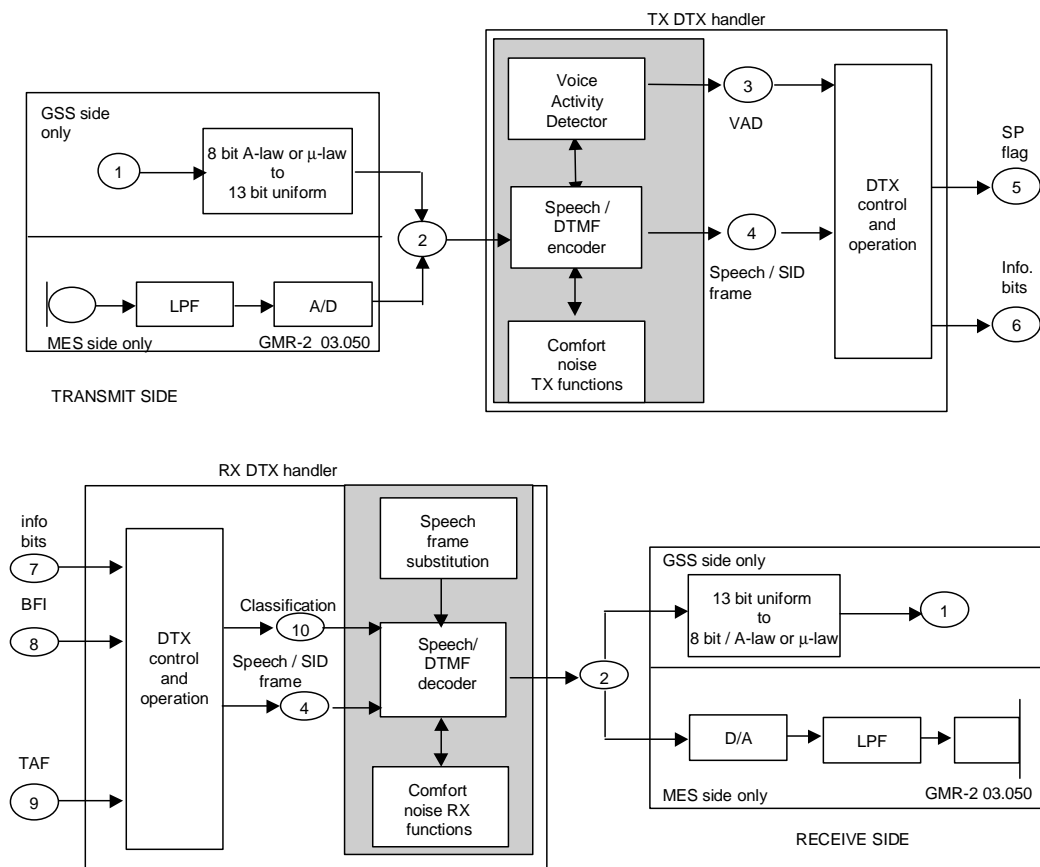 TX DTX handler
GSS side
only
1
8 bit A-law or μ-law
to
13 bit uniform
2
LPF
A/D
MES side only
GMR-2 03.050
TRANSMIT SIDE
Voice
Activity
Detector
3
VAD
Speech /
DTMF
encoder
4
Speech / SID
frame
Comfort
noise
TX functions
DTX
control
and
operation
SP
flag
5
Info.
bits
6
RX DTX handler
info
bits
7
BFI
8
TAF
9
DTX
control
and
operation
Classification
10
Speech / SID
frame
4
Speech
frame
substitution
Speech/
DTMF
decoder
Comfort
noise RX
functions
2
GSS side only
13 bit uniform
to
8 bit / A-law or μ-law
1
D/A
LPF
MES side only
GMR-2 03.050
RECEIVE SIDE